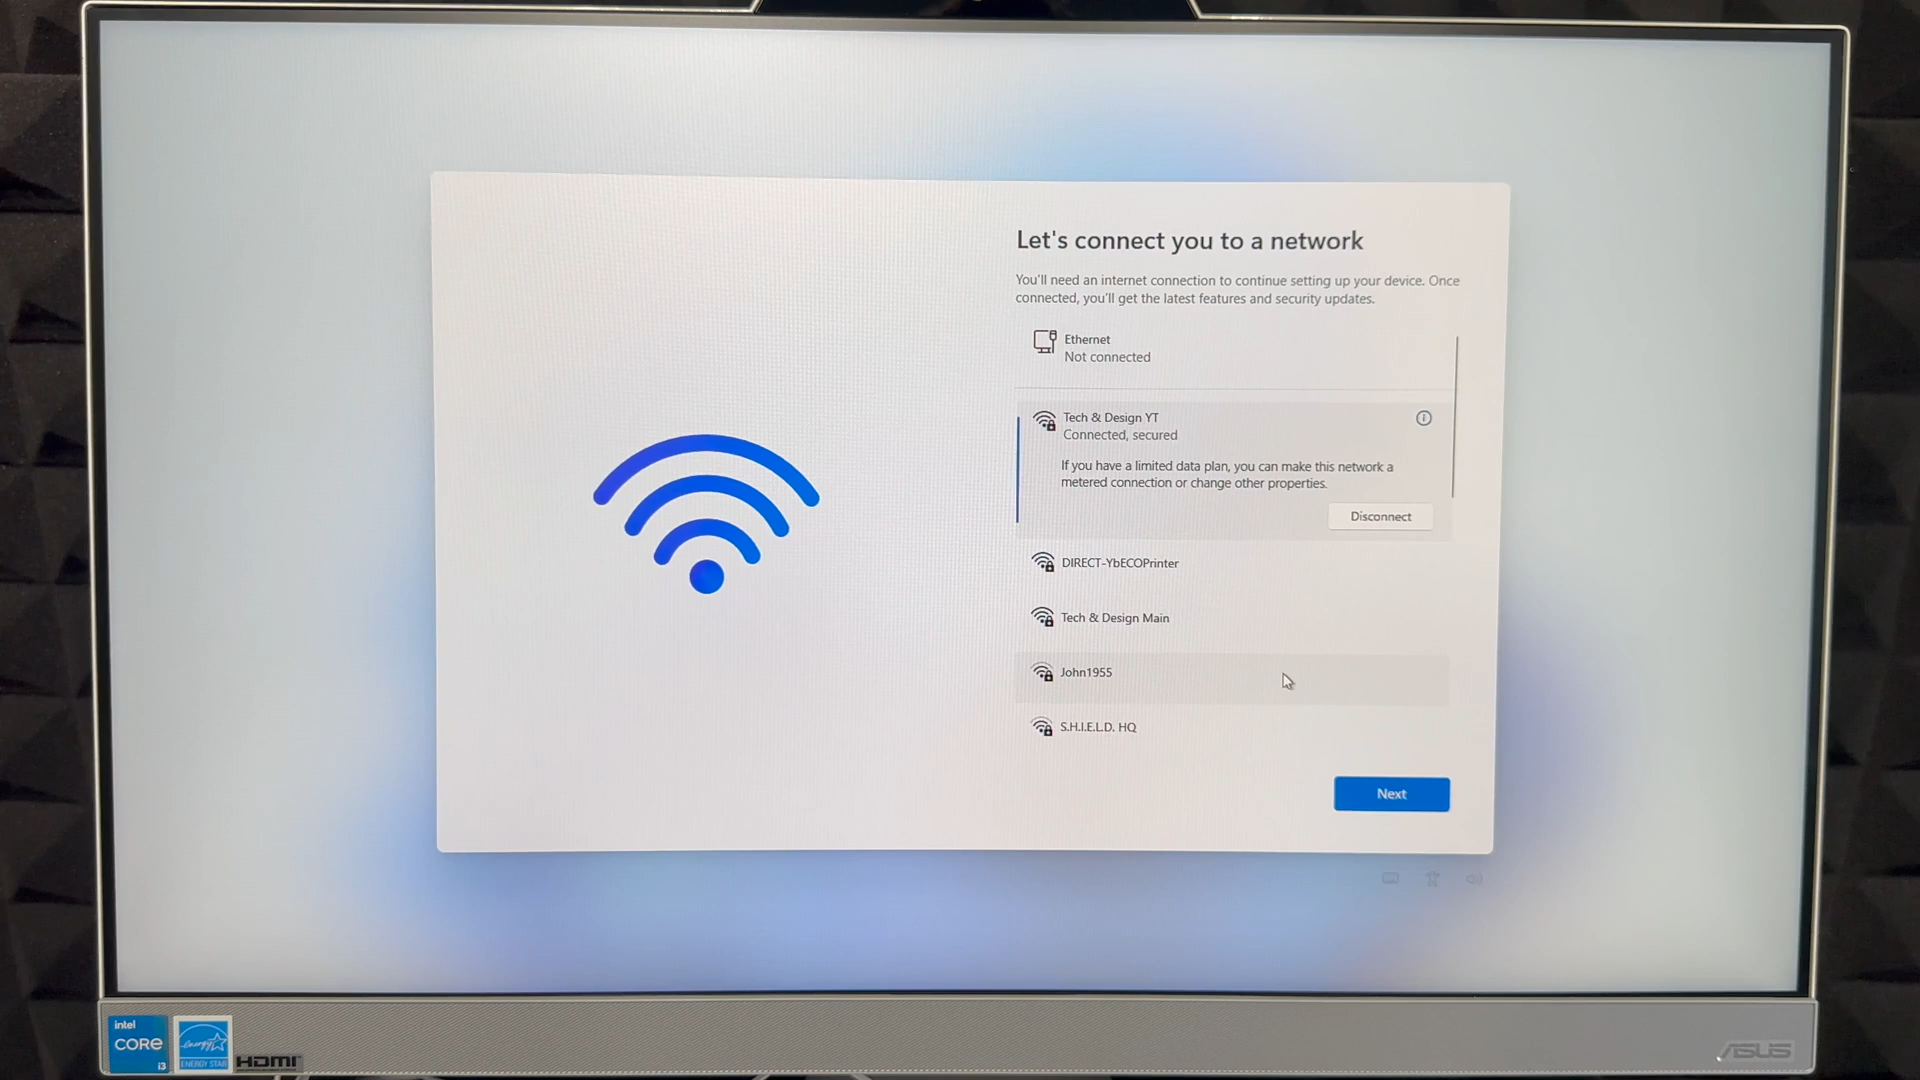 Let's connect you to a network
You'll need an internet connection to continue setting up your device. Once
connected, you'll get the latest features and security updates.
Ethernet
Not connected
Tech & Design YT
Connected, secured
If you have a limited data plan, you can make this network a
metered connection or change other properties.
Disconnect
DIRECT-YbECOPrinter
Tech & Design Main
John1955
S.H.I.E.L.D. HQ
Next
intel
CORE
i3
energy
ENERGY STAR
HDMI
ASUS